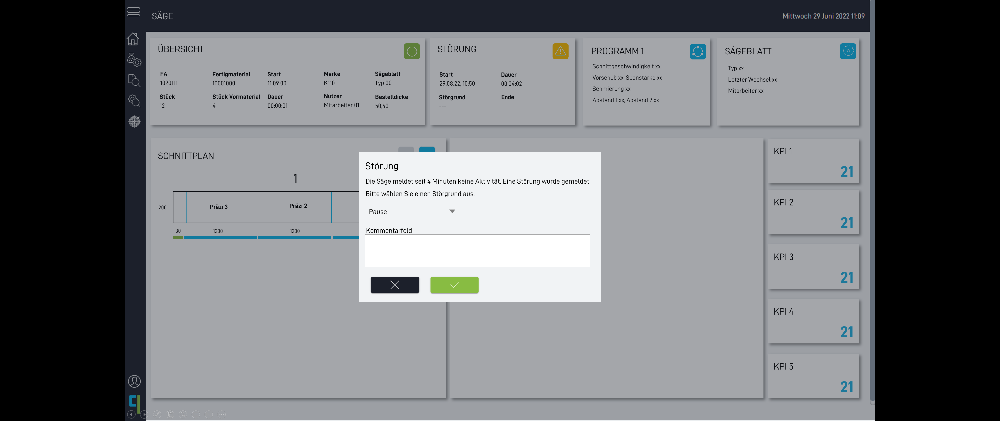 SÄGE
Mittwoch 29 Juni 2022 11:09
ÜBERSICHT
FA
1020111
Fertigmaterial
10001000
Start
11:09:00
Marke
K110
Sägeblatt
Typ 00
Stück
12
Stück Vormaterial
4
Dauer
00:00:01
Nutzer
Mitarbeiter 01
Bestelldicke
50,40
STÖRUNG
Start
29.08.22, 10:50
Dauer
00:04:02
Störgrund
---
Ende
---
PROGRAMM 1
Schnittgeschwindigkeit xx
Vorschub xx, Spanstärke xx
Schmierung xx
Abstand 1 xx, Abstand 2 xx
SÄGEBLATT
Typ xx
Letzter Wechsel xx
Mitarbeiter xx
SCHNITTPLAN
1
1200
Präzi 3
Präzi 2
30
1200
1200
Störung
Die Säge meldet seit 4 Minuten keine Aktivität. Eine Störung wurde gemeldet.
Bitte wählen Sie einen Störgrund aus.
Pause
Kommentarfeld
KPI 1
21
KPI 2
21
KPI 3
21
KPI 4
21
KPI 5
21